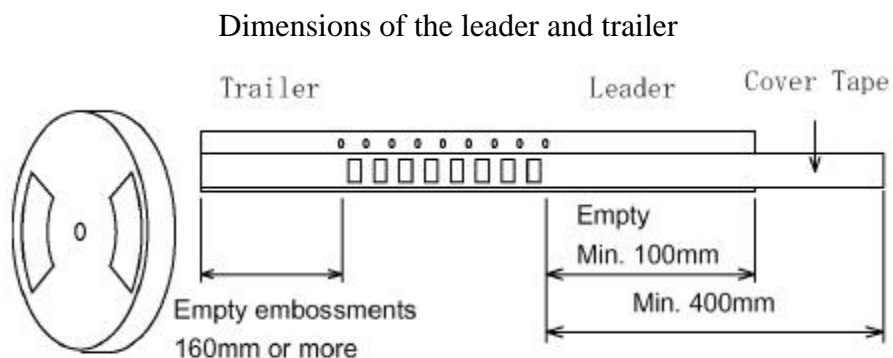 Dimensions of the leader and trailer
Trailer
Leader
Cover Tape
Empty
Min. 100mm
Min. 400mm
Empty embossments
160mm or more